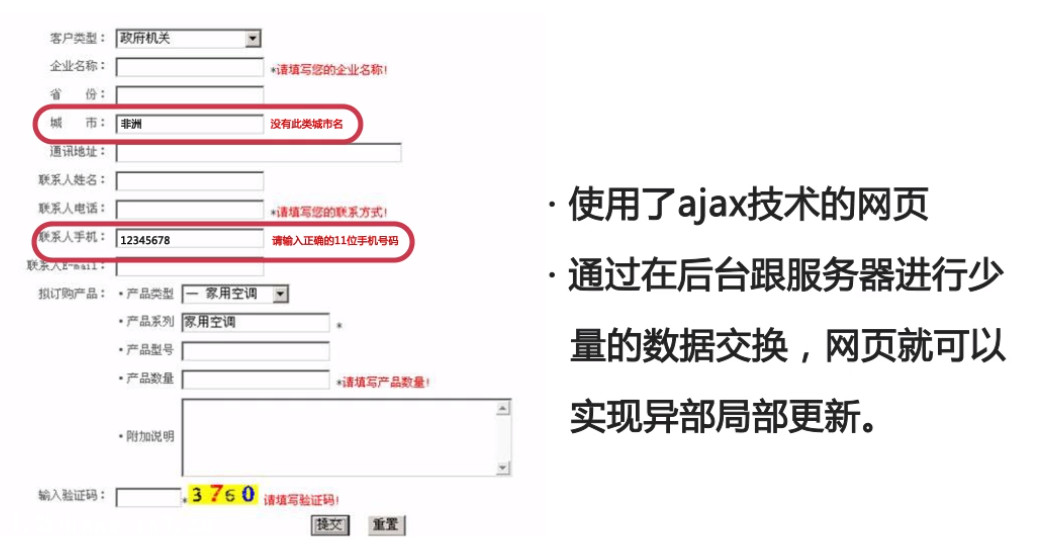 客户类型： 政府机关
企业名称： *请填写您的企业名称!
省 份：
城 市： 非洲 没有此类城市名
通讯地址：
联系人姓名：
联系人电话： *请填写您的联系方式!
联系人手机： 12345678 请输入正确的11位手机号码
联系人E-mail：
拟订购产品： ·产品类型 一 家用空调
·产品系列 家用空调 *
·产品型号
·产品数量 *请填写产品数量!
·附加说明
输入验证码： * 3760 请填写验证码!
提交 重置
· 使用了ajax技术的网页
· 通过在后台跟服务器进行少
量的数据交换，网页就可以
实现异部局部更新。